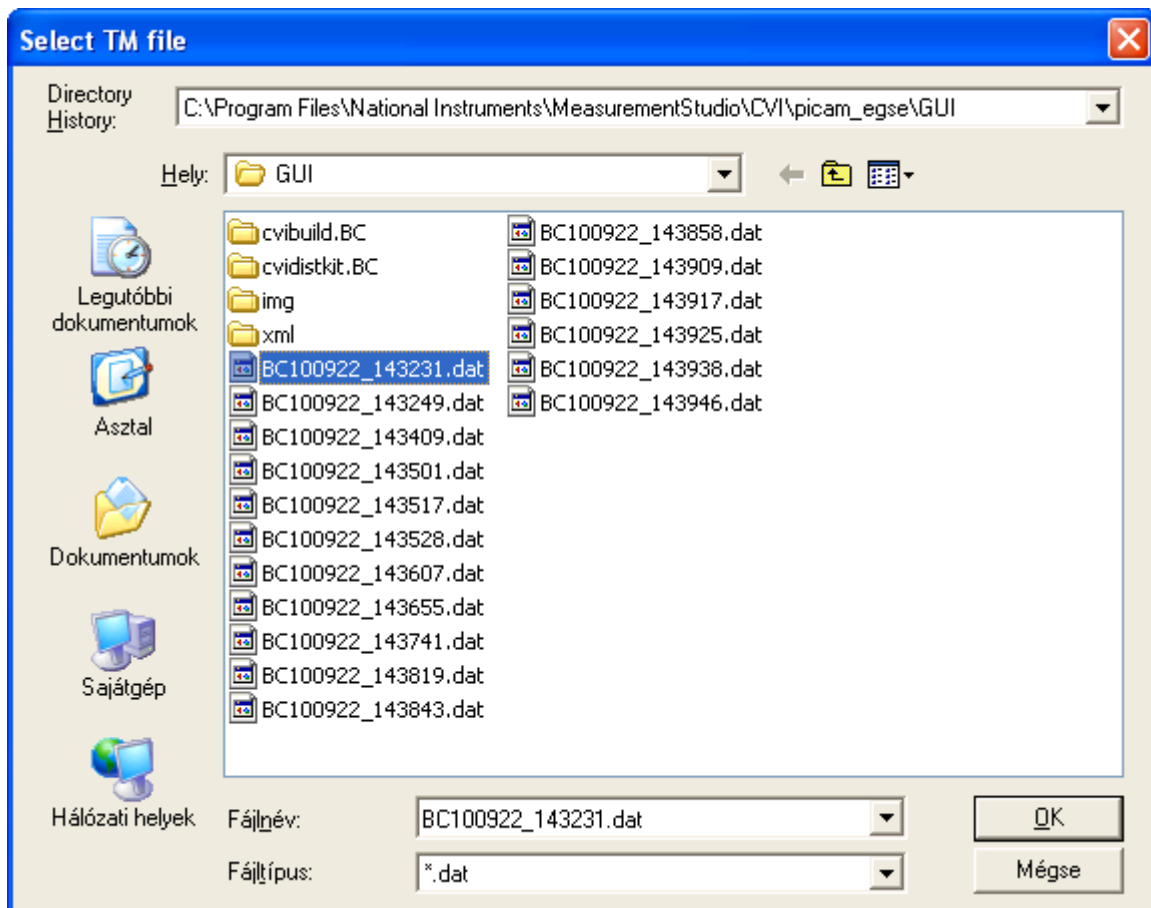 Select TM file
Directory
History:
C:\Program Files\National Instruments\MeasurementStudio\CVI\picam_egse\GUI
Hely:
GUI
Legutóbbi
dokumentumok
Asztal
Dokumentumok
Sajátgép
Hálózati helyek
cvibuild.BC
cvidistkit.BC
img
xml
BC100922_143231.dat
BC100922_143249.dat
BC100922_143409.dat
BC100922_143501.dat
BC100922_143517.dat
BC100922_143528.dat
BC100922_143607.dat
BC100922_143655.dat
BC100922_143741.dat
BC100922_143819.dat
BC100922_143843.dat
BC100922_143858.dat
BC100922_143909.dat
BC100922_143917.dat
BC100922_143925.dat
BC100922_143938.dat
BC100922_143946.dat
Fájlnév:
BC100922_143231.dat
OK
Fájltípus:
*.dat
Mégse